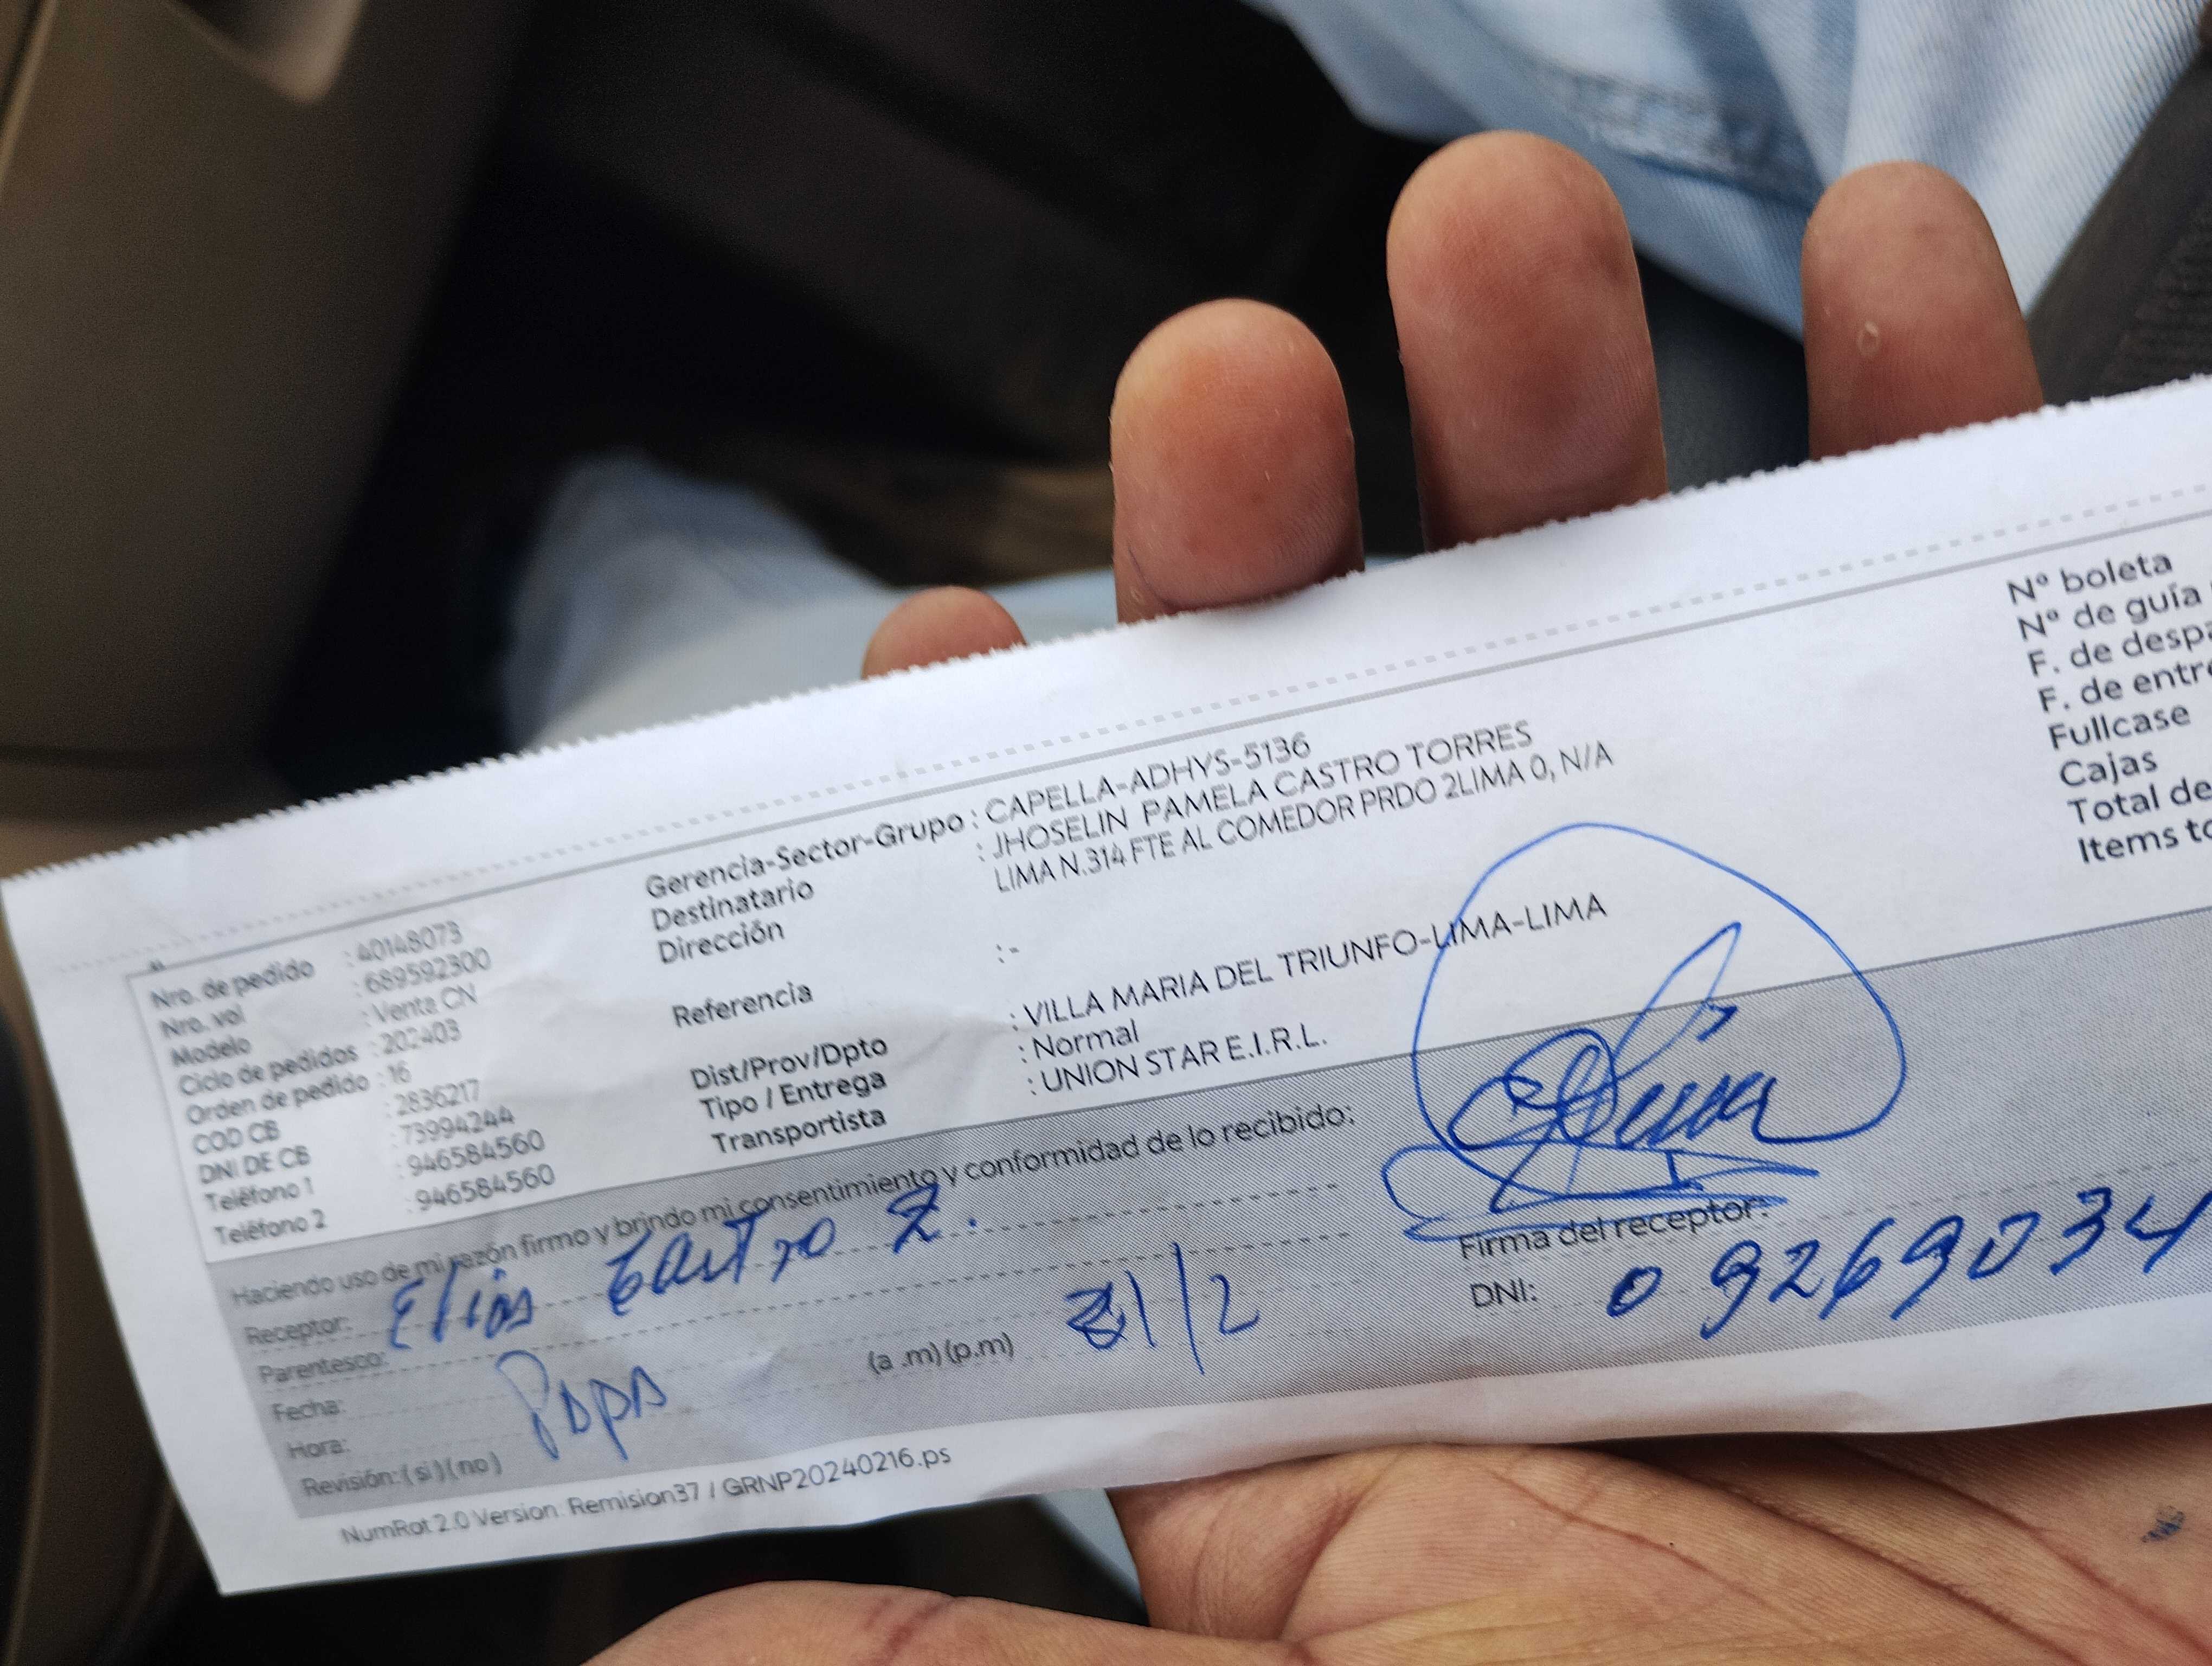 Nro. de pedido : 40148073
Nro. vol : 689592300
Modelo : Venta CN
Ciclo de pedidos : 202403
Orden de pedido : 16
COD CB : 2836217
DNI DE CB : 73994244
Teléfono 1 : 946584560
Teléfono 2 : 946584560
Gerencia-Sector-Grupo : CAPELLA-ADHYS-5136
Destinatario : JHOSELIN PAMELA CASTRO TORRES
Dirección LIMA N.314 FTE AL COMEDOR PRDO 2LIMA 0, N/A
Referencia : -
Dist/Prov/Dpto : VILLA MARIA DEL TRIUNFO-LIMA-LIMA
Tipo / Entrega : Normal
Transportista : UNION STAR E.I.R.L.
N° boleta
N° de guía
F. de despa
F. de entre
Fullcase
Cajas
Total de
Items to
Haciendo uso de mi razón firmo y brindo mi consentimiento y conformidad de lo recibido:
Receptor: Elias Castro Z.
Parentesco: Papa
Fecha:
Hora: (a .m) (p.m) 21/2
Revisión: ( si ) ( no )
Firma del receptor:
DNI: 09269034
NumRot 2.0 Version: Remision37 / GRNP20240216.ps